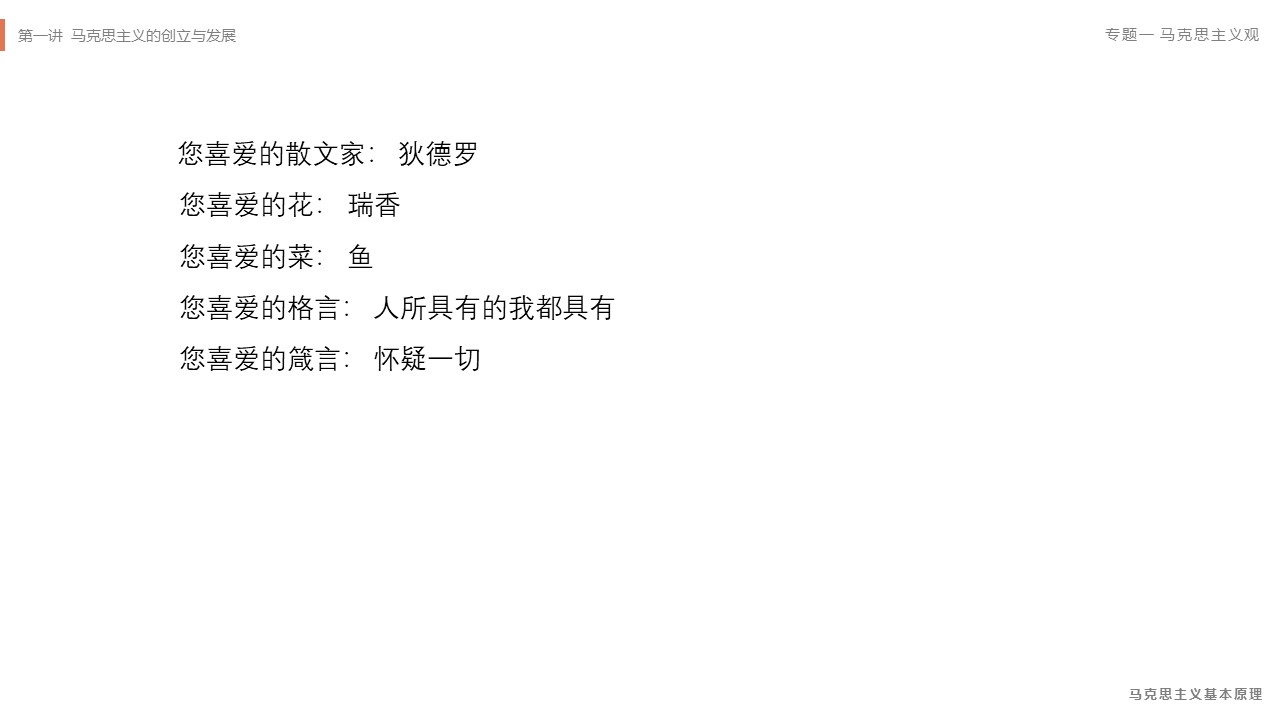 第一讲 马克思主义的创立与发展
专题一 马克思主义观
您喜爱的散文家： 狄德罗
您喜爱的花： 瑞香
您喜爱的菜： 鱼
您喜爱的格言： 人所具有的我都具有
您喜爱的箴言： 怀疑一切
马克思主义基本原理